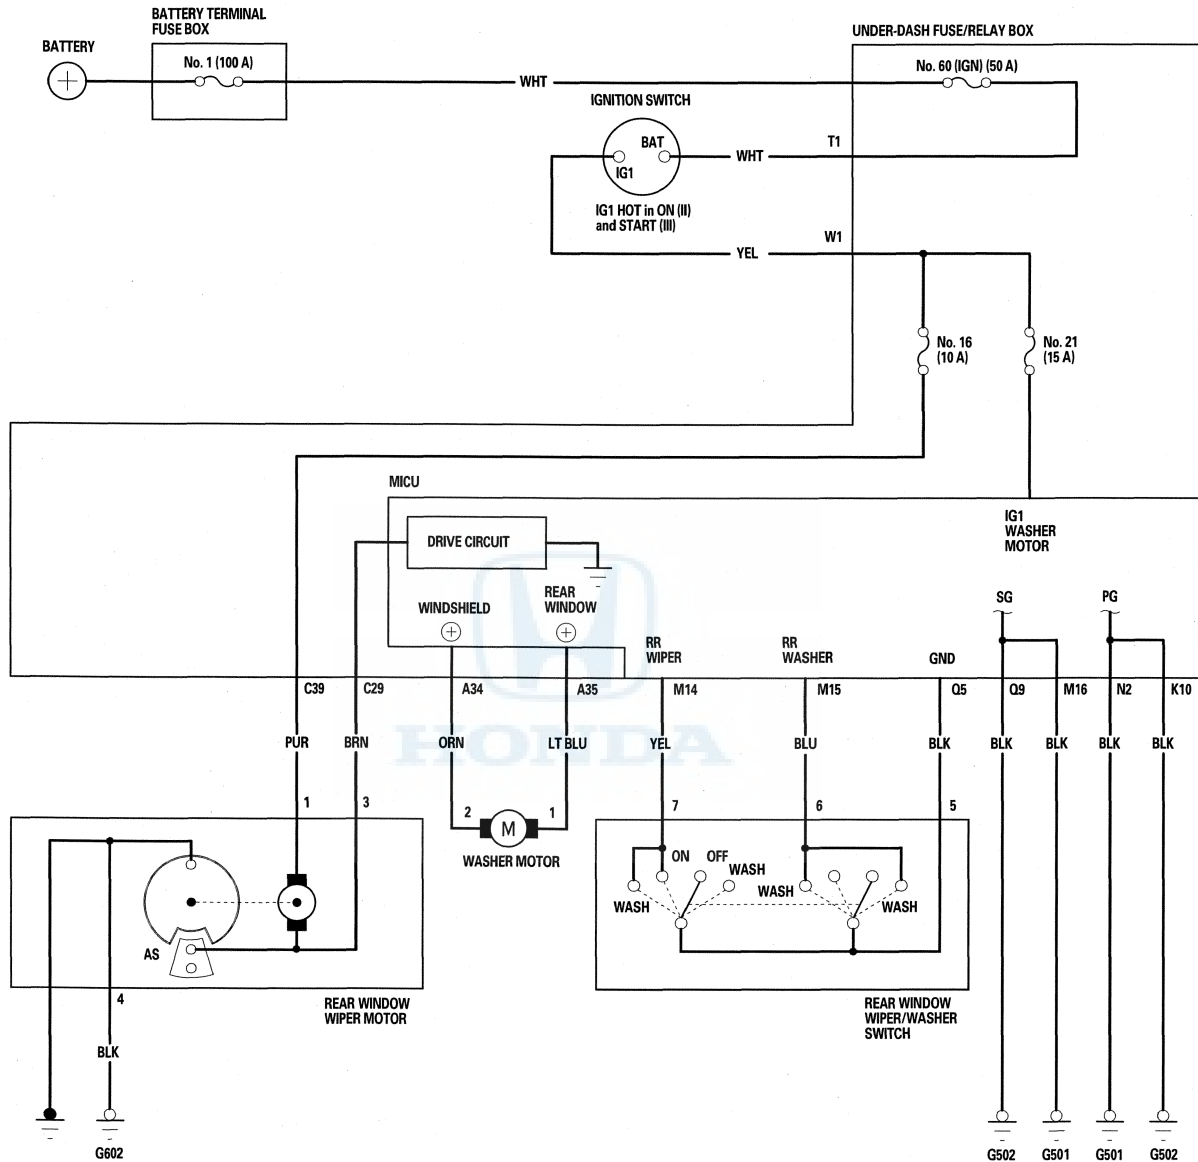 BATTERY TERMINAL
FUSE BOX
UNDER-DASH FUSE/RELAY BOX
BATTERY
No. 1 (100 A)
No. 60 (IGN) (50 A)
WHT
IGNITION SWITCH
BAT
T1
WHT
IG1
IG1 HOT in ON (II)
and START (III)
W1
YEL
No. 16
(10 A)
No. 21
(15 A)
MICU
IG1
WASHER
MOTOR
DRIVE CIRCUIT
WINDSHIELD
REAR
WINDOW
SG
PG
RR
WIPER
RR
WASHER
GND
C39
C29
A34
A35
M14
M15
Q5
Q9
M16
N2
K10
HONDA
PUR
BRN
ORN
LT BLU
YEL
BLU
BLK
BLK
BLK
BLK
BLK
1
3
2
1
7
6
5
M
WASHER MOTOR
ON
OFF
WASH
WASH
WASH
WASH
AS
4
REAR WINDOW
WIPER MOTOR
REAR WINDOW
WIPER/WASHER
SWITCH
BLK
G602
G502
G501
G501
G502